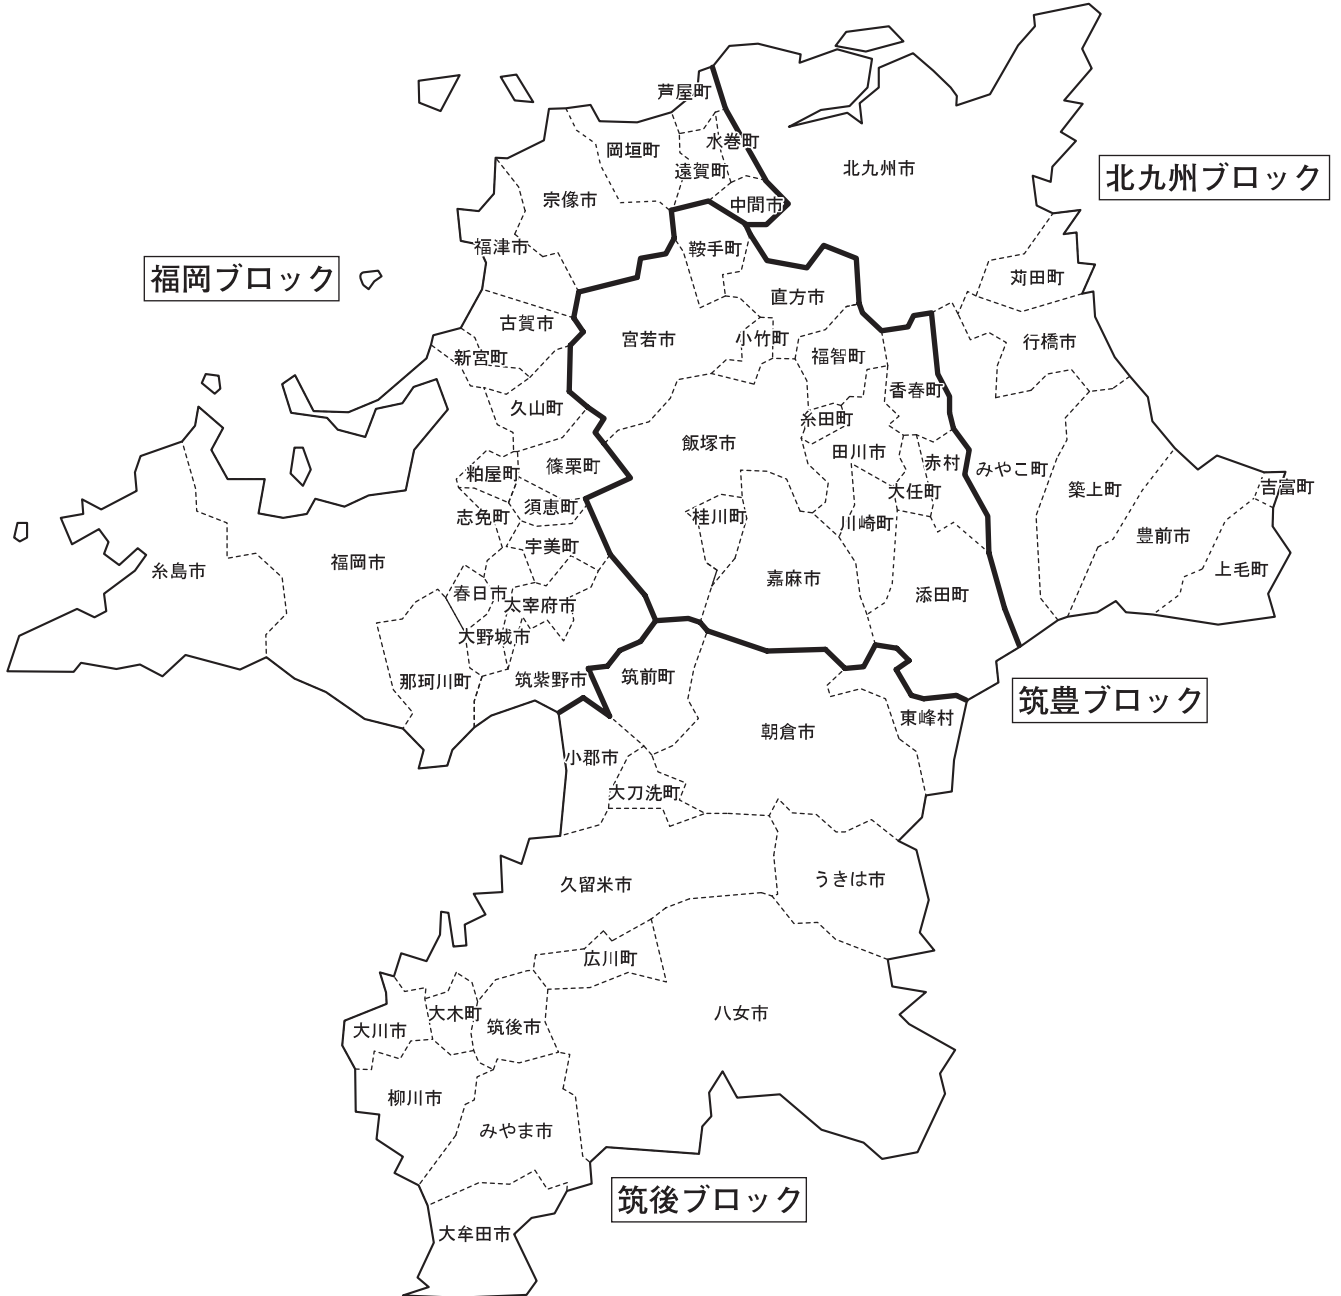 芦屋町
水巻町
岡垣町
遠賀町
北九州市
北九州ブロック
宗像市
中間市
福津市
鞍手町
福岡ブロック
苅田町
直方市
古賀市
宮若市
小竹町
行橋市
新宮町
福智町
香春町
久山町
糸田町
飯塚市
田川市
赤村
みやこ町
粕屋町
篠栗町
大任町
築上町
吉富町
須恵町
志免町
桂川町
川崎町
豊前市
宇美町
福岡市
糸島市
嘉麻市
上毛町
春日市
太宰府市
添田町
大野城市
那珂川町
筑紫野市
筑前町
筑豊ブロック
東峰村
朝倉市
小郡市
大刀洗町
久留米市
うきは市
広川町
大木町
八女市
大川市
筑後市
柳川市
みやま市
筑後ブロック
大牟田市